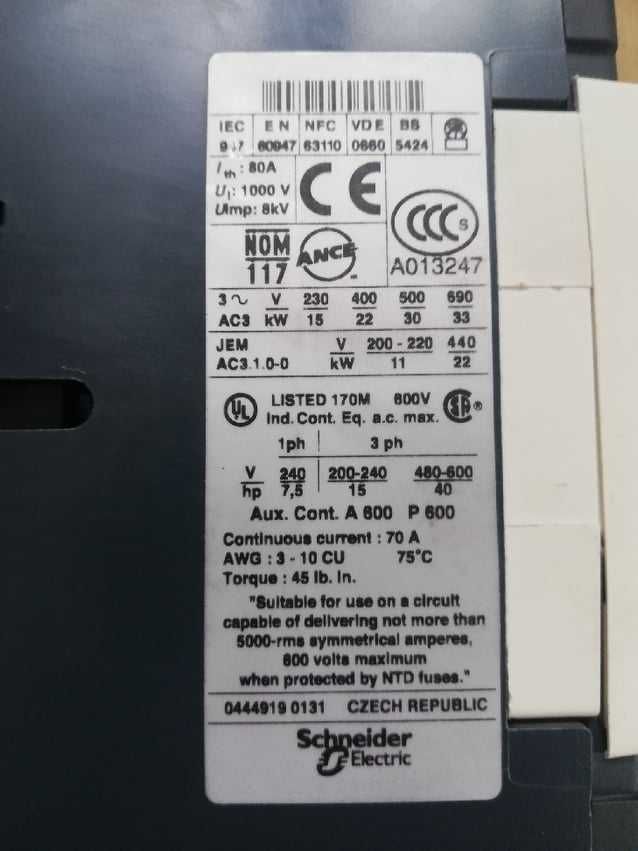 IEC EN NFC VDE BS
947 60947 63110 0660 5424
Ith : 80A
Ui: 1000 V
UImp: 8kV
CE
CCC S
A013247
NOM
117
ANCE
3~ V 230 400 500 690
AC3 kW 15 22 30 33
JEM V 200 - 220 440
AC3.1.0-0 kW 11 22
UL LISTED 170M 600V SA ®
Ind. Cont. Eq. a.c. max.
1ph 3 ph
V 240 200-240 480-600
hp 7,5 15 40
Aux. Cont. A 600 P 600
Continuous current : 70 A
AWG : 3 - 10 CU 75°C
Torque : 45 lb. In.
"Suitable for use on a circuit
capable of delivering not more than
5000-rms symmetrical amperes,
600 volts maximum
when protected by NTD fuses."
0444919 0131 CZECH REPUBLIC
Schneider
Electric